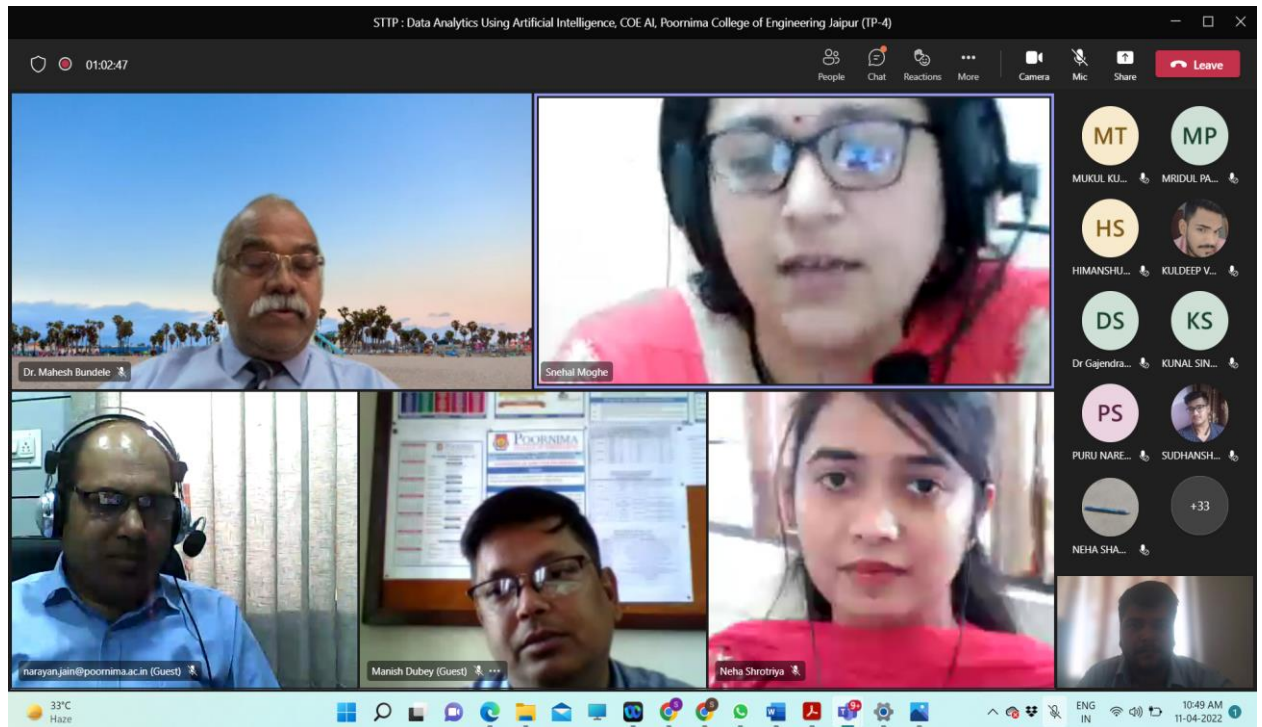 STTP : Data Analytics Using Artificial Intelligence, COE AI, Poornima College of Engineering Jaipur (TP-4)
01:02:47
People Chat Reactions More Camera Mic Share Leave
Dr. Mahesh Bundele
Snehal Moghe
POORNIMA
narayan.jain@poornima.ac.in (Guest)
Manish Dubey (Guest)
Neha Shrotriya
MT MP
MUKUL KU... MRIDUL PA...
HS
HIMANSHU... KULDEEP V...
DS KS
Dr Gajendra... KUNAL SIN...
PS
PURU NARE... SUDHANSH...
+33
NEHA SHA...
33°C
Haze
ENG
IN
10:49 AM
11-04-2022
1